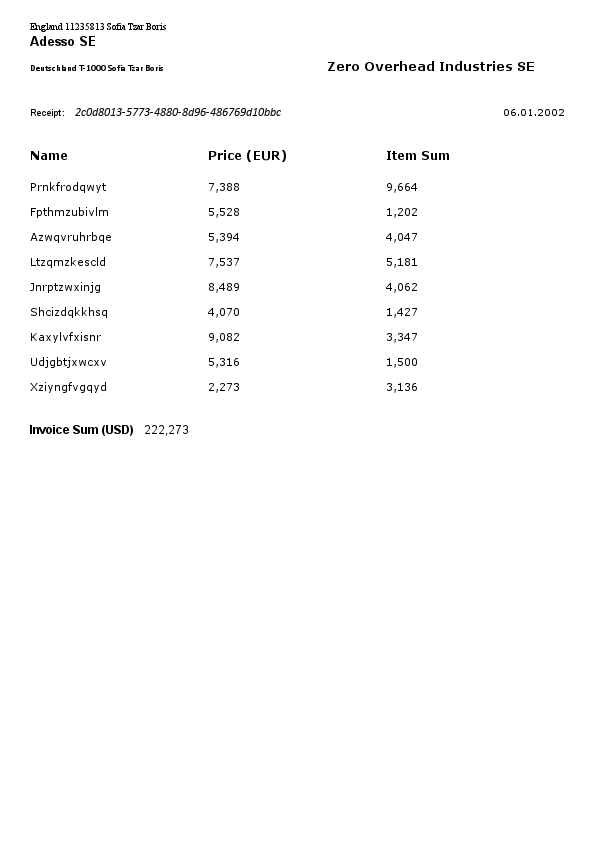 England 11235813 Sofia Tzar Boris
Adesso SE
Deutschland T-1000 Sofia Tzar Boris
Zero Overhead Industries SE
Receipt: 2c0d8013-5773-4880-8d96-486769d10bbc 06.01.2002
Name Price (EUR) Item Sum
Prnkfrodqwyt 7,388 9,664
Fpthmzubivlm 5,528 1,202
Azwqvruhrbqe 5,394 4,047
Ltzqmzkescld 7,537 5,181
Jnrptzwxinjg 8,489 4,062
Shcizdqkkhsq 4,070 1,427
Kaxylvfxisnr 9,082 3,347
Udjgbtjxwcxv 5,316 1,500
Xziyngfvgqyd 2,273 3,136
Invoice Sum (USD) 222,273